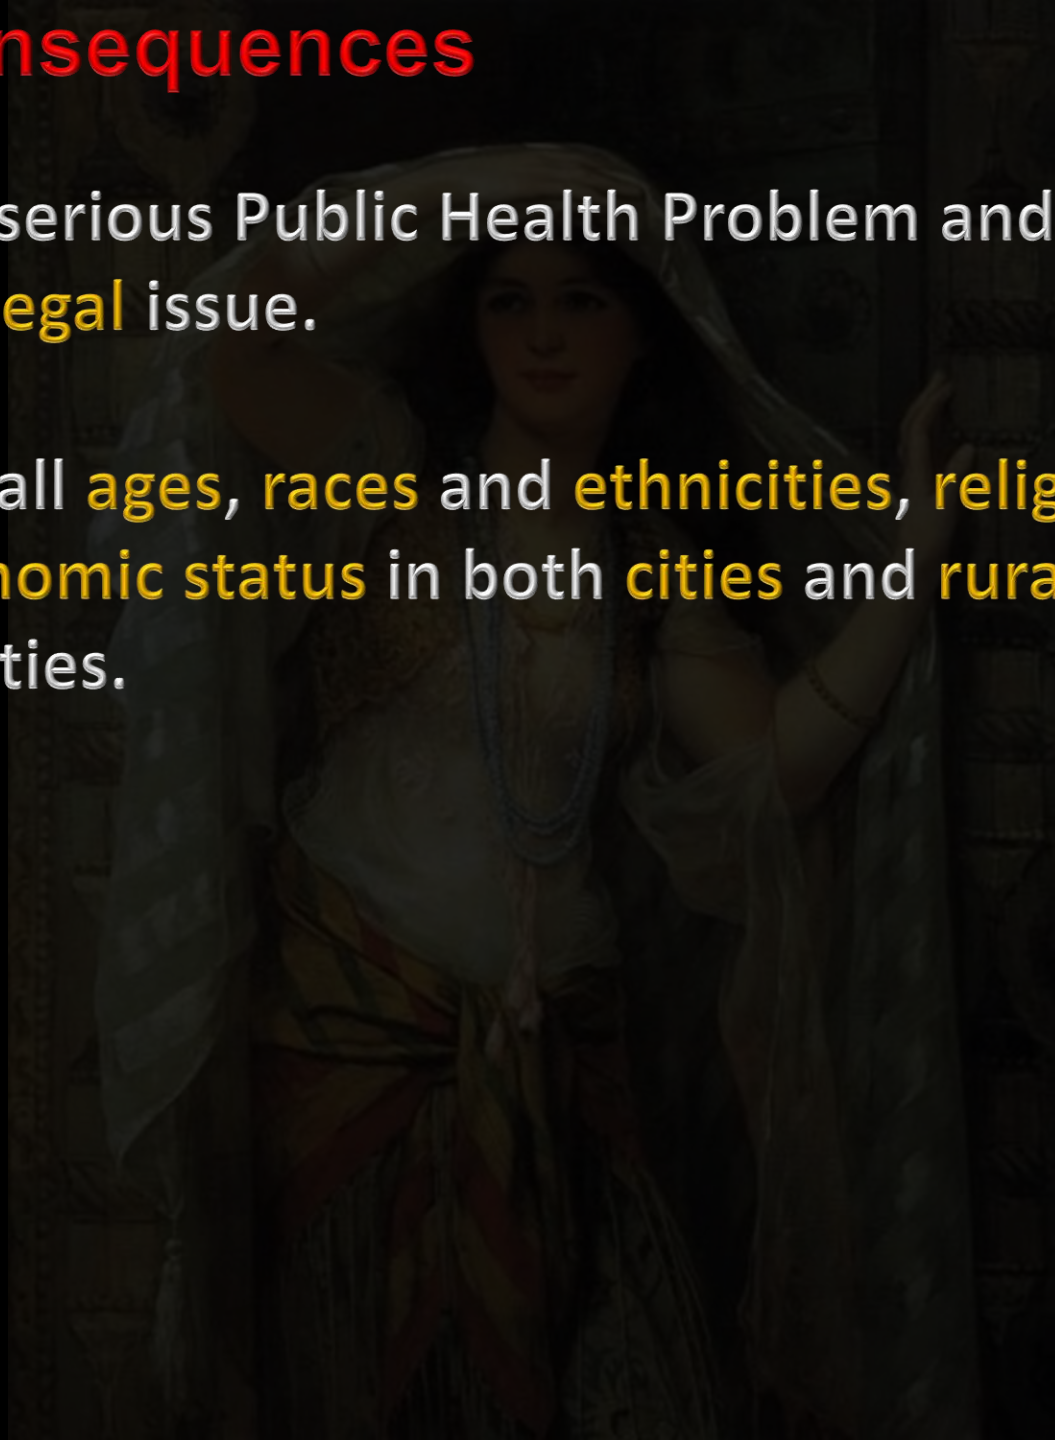 nsequences
serious Public Health Problem and
egal issue.
all ages, races and ethnicities, relig
nomic status in both cities and rura
ties.